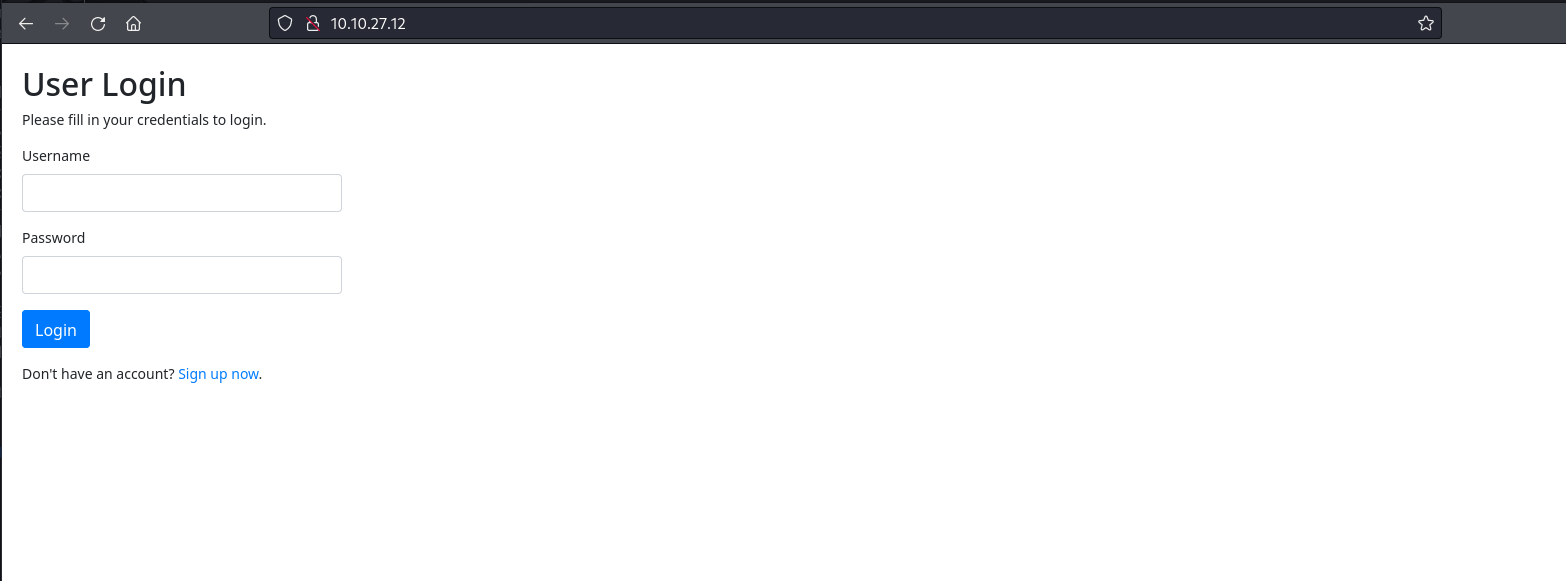 10.10.27.12
User Login
Please fill in your credentials to login.
Username
Password
Login
Don't have an account? Sign up now.